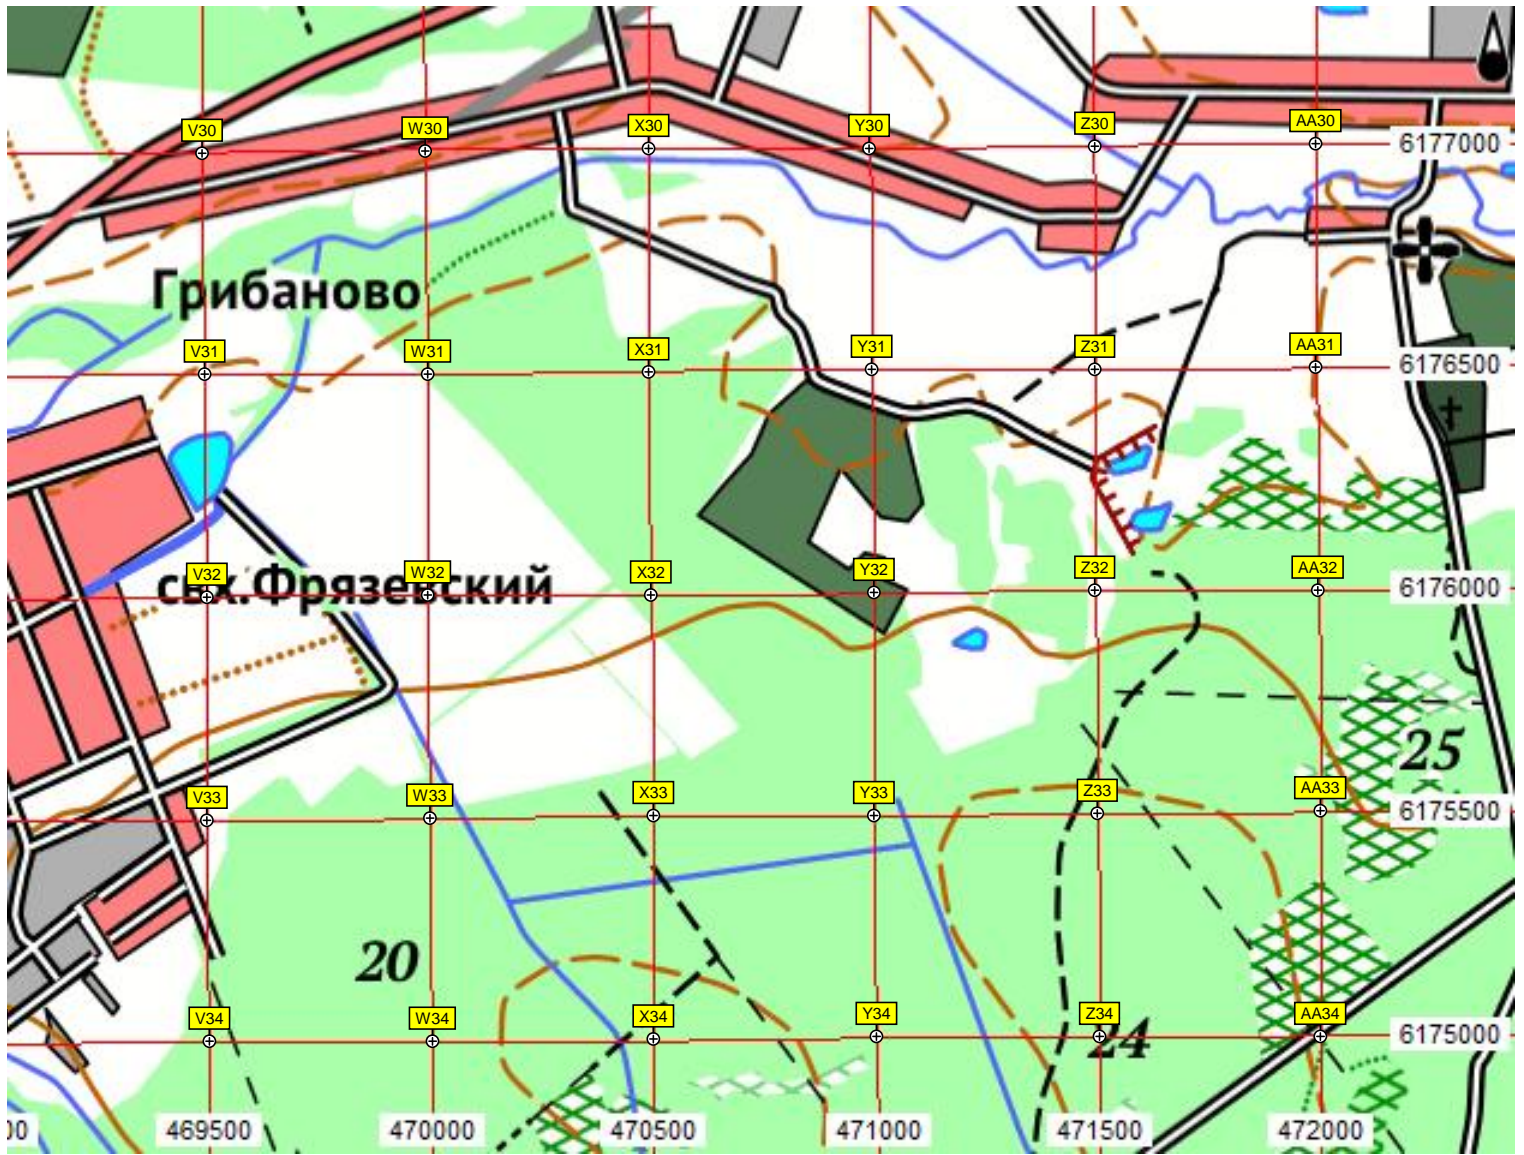 V30 W30 X30 Y30 Z30 AA30 6177000
Грибаново
V31 W31 X31 Y31 Z31 AA31 6176500
V32 W32 X32 Y32 Z32 AA32 6176000
свх.Фрязевский
25
V33 W33 X33 Y33 Z33 AA33 6175500
20
V34 W34 X34 Y34 Z34 AA34 6175000
24
00 469500 470000 470500 471000 471500 472000